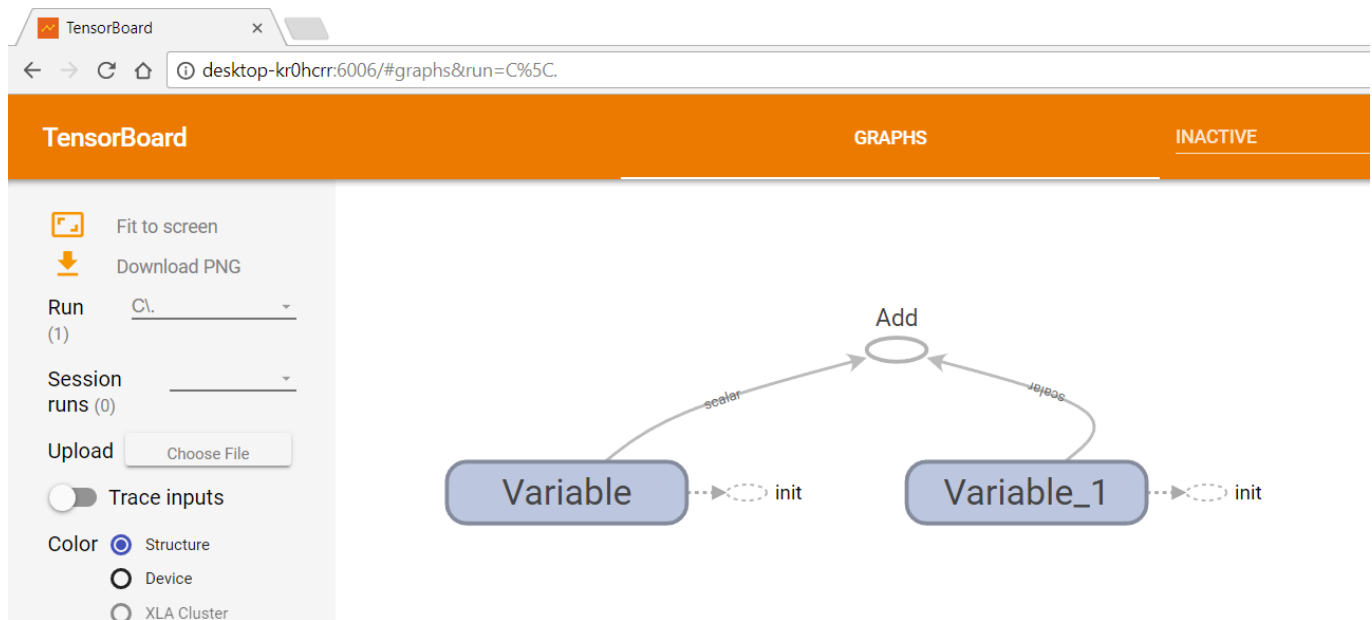 TensorBoard
desktop-kr0hcrr:6006/#graphs&run=C%5C.
TensorBoard GRAPHS INACTIVE
Fit to screen
Download PNG
Run C\.
(1)
Session
runs (0)
Upload Choose File
Trace inputs
Color Structure
Device
XLA Cluster
Add
scalar scalar
Variable init Variable_1 init